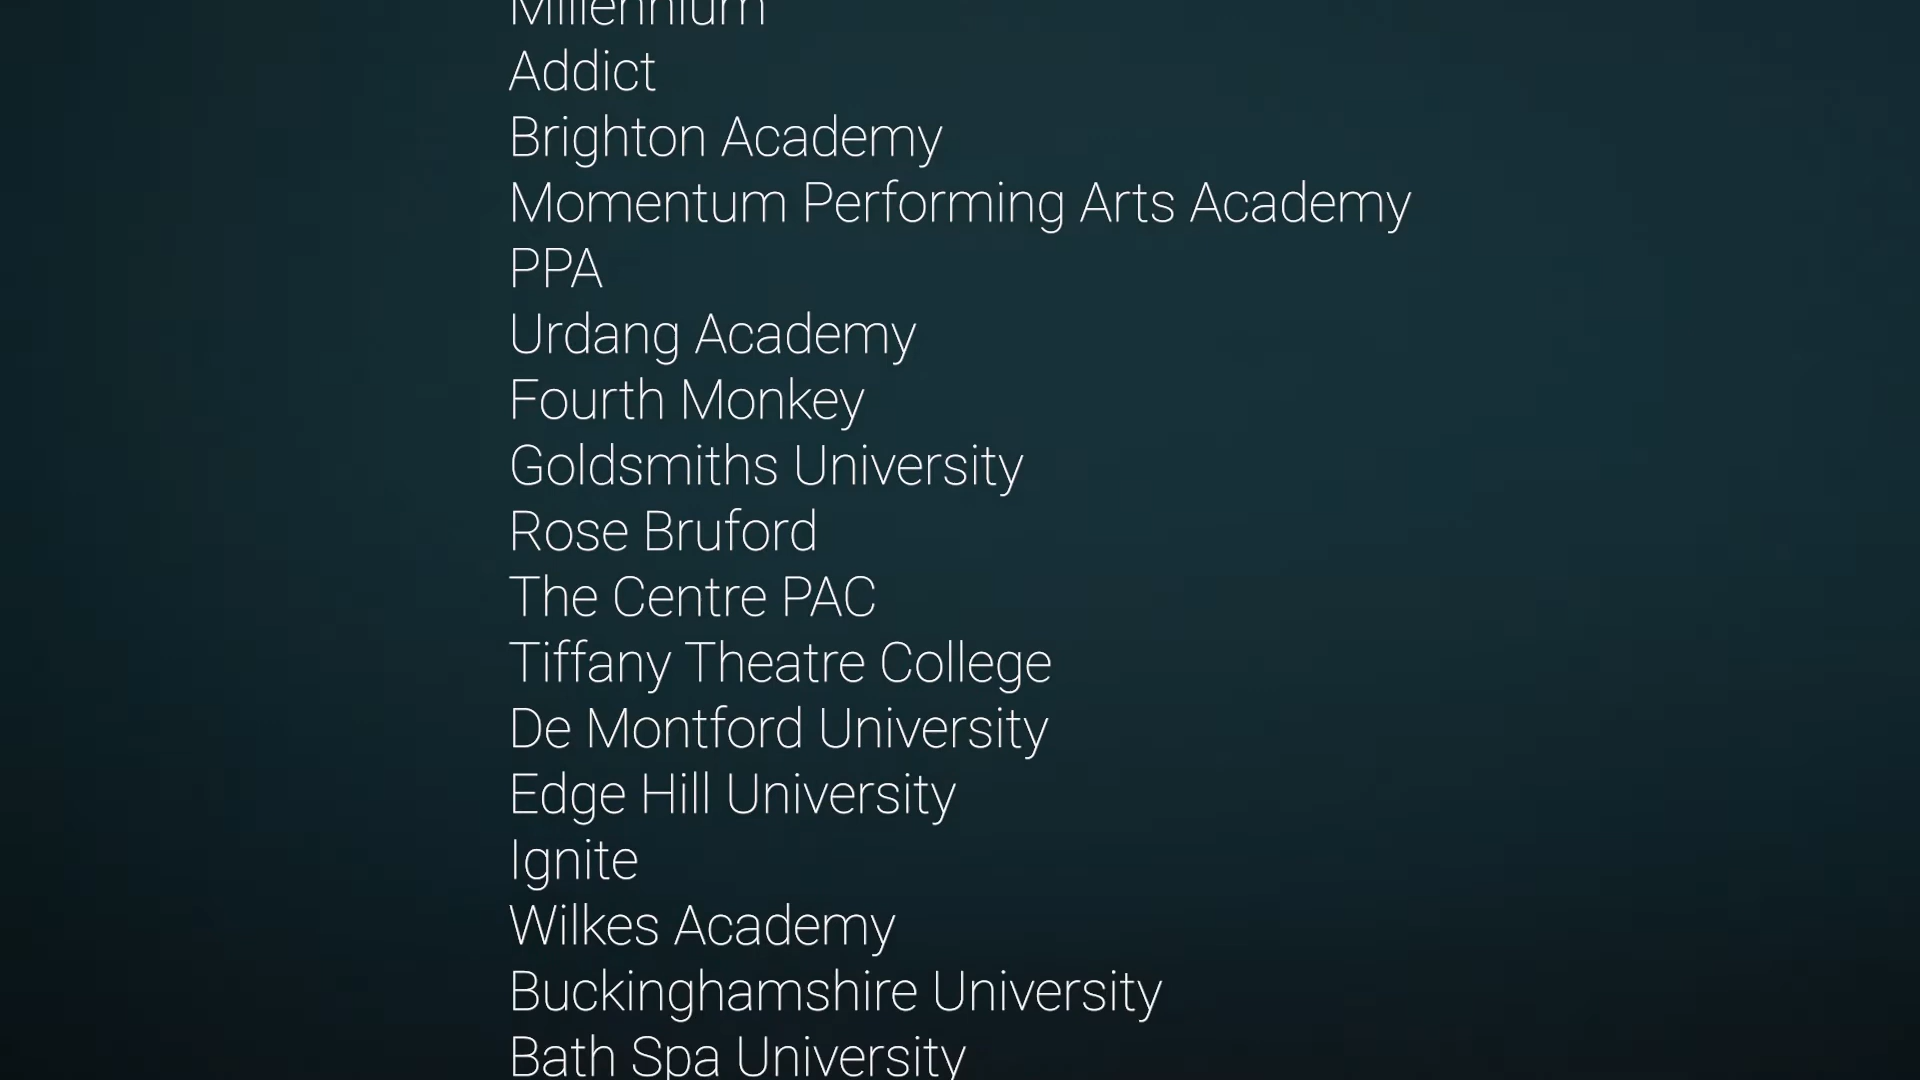 Millennium
Addict
Brighton Academy
Momentum Performing Arts Academy
PPA
Urdang Academy
Fourth Monkey
Goldsmiths University
Rose Bruford
The Centre PAC
Tiffany Theatre College
De Montford University
Edge Hill University
Ignite
Wilkes Academy
Buckinghamshire University
Bath Spa University